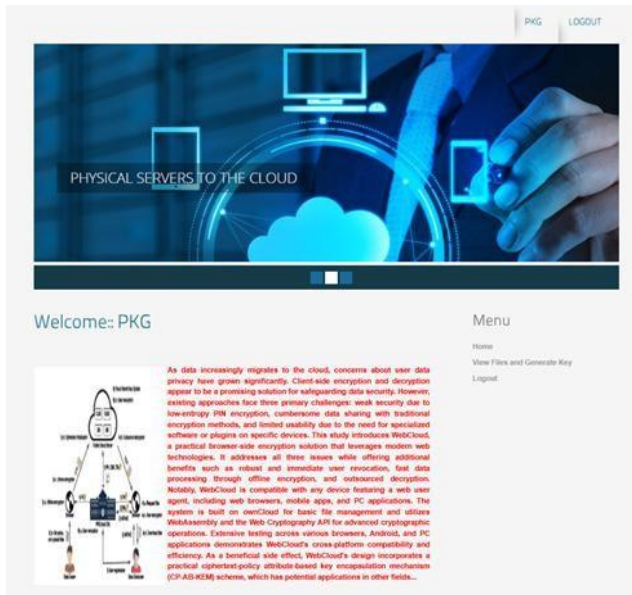 PKG LOGOUT
PHYSICAL SERVERS TO THE CLOUD
Welcome:: PKG
As data increasingly migrates to the cloud, concerns about user data
privacy have grown significantly. Client-side encryption and decryption
appear to be a promising solution for safeguarding data security. However,
existing approaches face three primary challenges: weak security due to
low-entropy PIN encryption, cumbersome data sharing with traditional
encryption methods, and limited usability due to the need for specialized
software or plugins on specific devices. This study introduces WebCloud,
a practical browser-side encryption solution that leverages modern web
technologies. It addresses all three issues while offering additional
benefits such as robust and immediate user revocation, fast data
processing through offline encryption, and outsourced decryption.
Notably, WebCloud is compatible with any device featuring a web user
agent, including web browsers, mobile apps, and PC applications. The
system is built on ownCloud for basic file management and utilizes
WebAssembly and the Web Cryptography API for advanced cryptographic
operations. Extensive testing across various browsers, Android, and PC
applications demonstrates WebCloud's cross-platform compatibility and
efficiency. As a beneficial side effect, WebCloud's design incorporates a
practical ciphertext-policy attribute-based key encapsulation mechanism
(CP-AB-KEM) scheme, which has potential applications in other fields...
Menu
Home
View Files and Generate Key
Logout